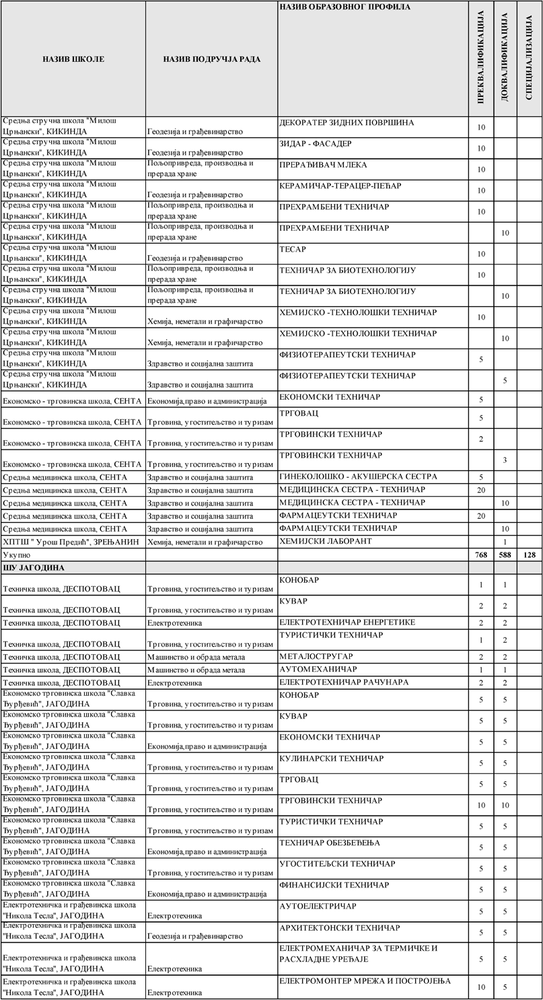 НАЗИВ ШКОЛЕ НАЗИВ ПОДРУЧЈА РАДА НАЗИВ ОБРАЗОВНОГ ПРОФИЛА ПРЕКВАЛИФИКАЦИЈА ДОКВАЛИФИКАЦИЈА СПЕЦИЈАЛИЗАЦИЈА
Средња стручна школа "Милош
Црњански", КИКИНДА Геодезија и грађевинарство ДЕКОРАТЕР ЗИДНИХ ПОВРШИНА 10
Средња стручна школа "Милош
Црњански", КИКИНДА Геодезија и грађевинарство ЗИДАР - ФАСАДЕР 10
Средња стручна школа "Милош Пољопривреда, производња и ПРЕРАЂИВАЧ МЛЕКА
Црњански", КИКИНДА прерада хране 10
Средња стручна школа "Милош
Црњански", КИКИНДА Геодезија и грађевинарство КЕРАМИЧАР-ТЕРАЦЕР-ПЕЋАР 10
Средња стручна школа "Милош Пољопривреда, производња и ПРЕХРАМБЕНИ ТЕХНИЧАР
Црњански", КИКИНДА прерада хране 10
Средња стручна школа "Милош Пољопривреда, производња и ПРЕХРАМБЕНИ ТЕХНИЧАР
Црњански", КИКИНДА прерада хране 10
Средња стручна школа "Милош
Црњански", КИКИНДА Геодезија и грађевинарство ТЕСАР 10
Средња стручна школа "Милош Пољопривреда, производња и ТЕХНИЧАР ЗА БИОТЕХНОЛОГИЈУ
Црњански", КИКИНДА прерада хране 10
Средња стручна школа "Милош Пољопривреда, производња и ТЕХНИЧАР ЗА БИОТЕХНОЛОГИЈУ
Црњански", КИКИНДА прерада хране 10
Средња стручна школа "Милош
Црњански", КИКИНДА Хемија, неметали и графичарство ХЕМИЈСКО -ТЕХНОЛОШКИ ТЕХНИЧАР 10
Средња стручна школа "Милош
Црњански", КИКИНДА Хемија, неметали и графичарство ХЕМИЈСКО -ТЕХНОЛОШКИ ТЕХНИЧАР 10
Средња стручна школа "Милош
Црњански", КИКИНДА Здравство и социјална заштита ФИЗИОТЕРАПЕУТСКИ ТЕХНИЧАР 5
Средња стручна школа "Милош
Црњански", КИКИНДА Здравство и социјална заштита ФИЗИОТЕРАПЕУТСКИ ТЕХНИЧАР 5
Економско - трговинска школа, СЕНТА Економија,право и администрација ЕКОНОМСКИ ТЕХНИЧАР 5
Економско - трговинска школа, СЕНТА Трговина, угоститељство и туризам ТРГОВАЦ 5
Економско - трговинска школа, СЕНТА Трговина, угоститељство и туризам ТРГОВИНСКИ ТЕХНИЧАР 2
Економско - трговинска школа, СЕНТА Трговина, угоститељство и туризам ТРГОВИНСКИ ТЕХНИЧАР 3
Средња медицинска школа, СЕНТА Здравство и социјална заштита ГИНЕКОЛОШКО - АКУШЕРСКА СЕСТРА 5
Средња медицинска школа, СЕНТА Здравство и социјална заштита МЕДИЦИНСКА СЕСТРА - ТЕХНИЧАР 20
Средња медицинска школа, СЕНТА Здравство и социјална заштита МЕДИЦИНСКА СЕСТРА - ТЕХНИЧАР 10
Средња медицинска школа, СЕНТА Здравство и социјална заштита ФАРМАЦЕУТСКИ ТЕХНИЧАР 20
Средња медицинска школа, СЕНТА Здравство и социјална заштита ФАРМАЦЕУТСКИ ТЕХНИЧАР 10
ХПТШ " Урош Предић", ЗРЕЊАНИН Хемија, неметали и графичарство ХЕМИЈСКИ ЛАБОРАНТ 1
Укупно 768 588 128
ШУ ЈАГОДИНА
Техничка школа, ДЕСПОТОВАЦ Трговина, угоститељство и туризам КОНОБАР 1 1
Техничка школа, ДЕСПОТОВАЦ Трговина, угоститељство и туризам КУВАР 2 2
Техничка школа, ДЕСПОТОВАЦ Електротехника ЕЛЕКТРОТЕХНИЧАР ЕНЕРГЕТИКЕ 2 2
Техничка школа, ДЕСПОТОВАЦ Трговина, угоститељство и туризам ТУРИСТИЧКИ ТЕХНИЧАР 1 2
Техничка школа, ДЕСПОТОВАЦ Машинство и обрада метала МЕТАЛОСТРУГАР 2 2
Техничка школа, ДЕСПОТОВАЦ Машинство и обрада метала АУТОМЕХАНИЧАР 1 1
Техничка школа, ДЕСПОТОВАЦ Електротехника ЕЛЕКТРОТЕХНИЧАР РАЧУНАРА 2 2
Економско трговинска школа "Славка
Ђурђевић", ЈАГОДИНА Трговина, угоститељство и туризам КОНОБАР 5 5
Економско трговинска школа "Славка
Ђурђевић", ЈАГОДИНА Трговина, угоститељство и туризам КУВАР 5 5
Економско трговинска школа "Славка
Ђурђевић", ЈАГОДИНА Економија,право и администрација ЕКОНОМСКИ ТЕХНИЧАР 5 5
Економско трговинска школа "Славка
Ђурђевић", ЈАГОДИНА Трговина, угоститељство и туризам КУЛИНАРСКИ ТЕХНИЧАР 5 5
Економско трговинска школа "Славка
Ђурђевић", ЈАГОДИНА Трговина, угоститељство и туризам ТРГОВАЦ 5 5
Економско трговинска школа "Славка
Ђурђевић", ЈАГОДИНА Трговина, угоститељство и туризам ТРГОВИНСКИ ТЕХНИЧАР 10 10
Економско трговинска школа "Славка
Ђурђевић", ЈАГОДИНА Трговина, угоститељство и туризам ТУРИСТИЧКИ ТЕХНИЧАР 5 5
Економско трговинска школа "Славка
Ђурђевић", ЈАГОДИНА Економија,право и администрација ТЕХНИЧАР ОБЕЗБЕЂЕЊА 5 5
Економско трговинска школа "Славка
Ђурђевић", ЈАГОДИНА Трговина, угоститељство и туризам УГОСТИТЕЉСКИ ТЕХНИЧАР 5 5
Економско трговинска школа "Славка
Ђурђевић", ЈАГОДИНА Економија,право и администрација ФИНАНСИЈСКИ ТЕХНИЧАР 5 5
Електротехничка и грађевинска школа
"Никола Тесла", ЈАГОДИНА Електротехника АУТОЕЛЕКТРИЧАР 5 5
Електротехничка и грађевинска школа
"Никола Тесла", ЈАГОДИНА Геодезија и грађевинарство АРХИТЕКТОНСКИ ТЕХНИЧАР 5 5
Електротехничка и грађевинска школа ЕЛЕКТРОМЕХАНИЧАР ЗА ТЕРМИЧКЕ И
"Никола Тесла", ЈАГОДИНА Електротехника РАСХЛАДНЕ УРЕЂАЈЕ 5 5
Електротехничка и грађевинска школа
"Никола Тесла", ЈАГОДИНА Електротехника ЕЛЕКТРОМОНТЕР МРЕЖА И ПОСТРОЈЕЊА 10 5